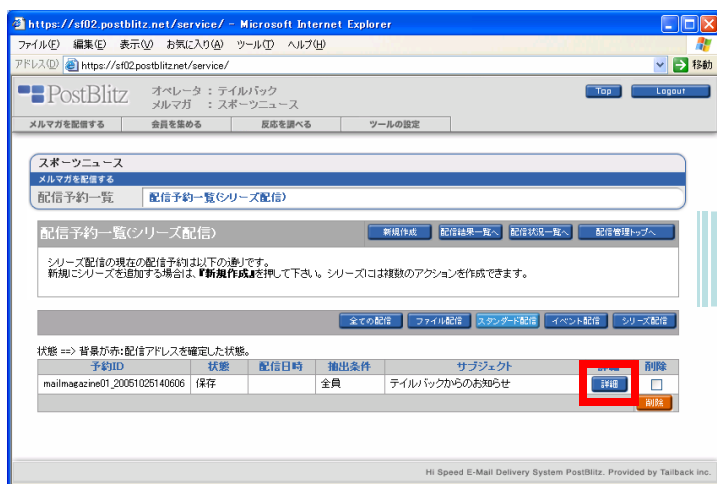 https://sf02.postblitz.net/service/ - Microsoft Internet Explorer
ファイル(F) 編集(E) 表示(V) お気に入り(A) ツール(T) ヘルプ(H)
アドレス(D) https://sf02.postblitz.net/service/ 移動
PostBlitz オペレータ : テイルバック
メルマガ : スポーツニュース
Top Logout
メルマガを配信する 会員を集める 反応を調べる ツールの設定
スポーツニュース
メルマガを配信する
配信予約一覧 配信予約一覧(シリーズ配信)
配信予約一覧(シリーズ配信) 新規作成 配信結果一覧へ 配信状況一覧へ 配信管理トップへ
シリーズ配信の現在の配信予約は以下の通りです。
新規にシリーズを追加する場合は、『新規作成』を押して下さい。シリーズには複数のアクションを作成できます。
全ての配信 ファイル配信 スタンダード配信 イベント配信 シリーズ配信
状態 ==> 背景が赤:配信アドレスを確定した状態。
予約ID 状態 配信日時 抽出条件 サブジェクト 詳細 削除
mailmagazine01_20051025140606 保存 全員 テイルバックからのお知らせ 詳細
削除
Hi Speed E-Mail Delivery System PostBlitz. Provided by Tailback inc.